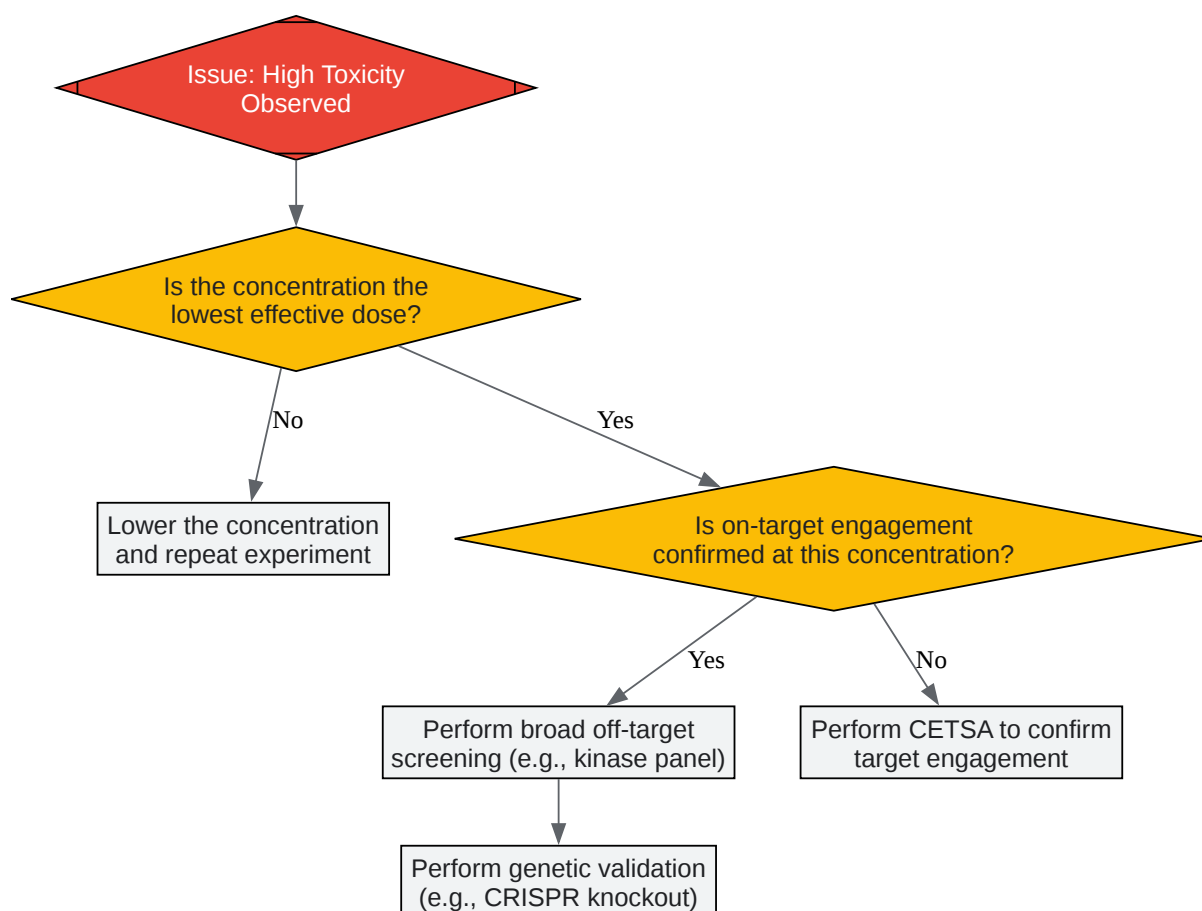 Issue: High Toxicity
Observed
Is the concentration the
lowest effective dose?
No
Yes
Lower the concentration
and repeat experiment
Is on-target engagement
confirmed at this concentration?
Yes
No
Perform broad off-target
screening (e.g., kinase panel)
Perform CETSA to confirm
target engagement
Perform genetic validation
(e.g., CRISPR knockout)